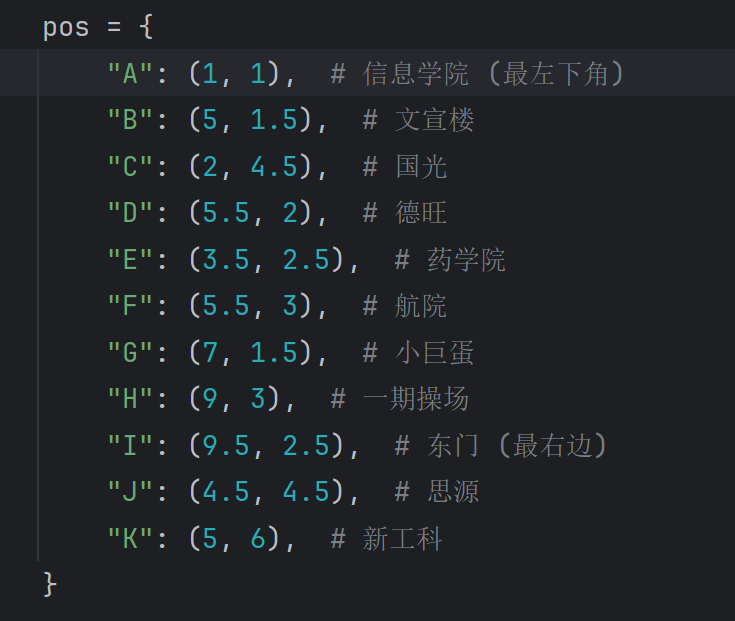 pos = {
    "A": (1, 1),  # 信息学院 (最左下角)
    "B": (5, 1.5),  # 文宣楼
    "C": (2, 4.5),  # 国光
    "D": (5.5, 2),  # 德旺
    "E": (3.5, 2.5),  # 药学院
    "F": (5.5, 3),  # 航院
    "G": (7, 1.5),  # 小巨蛋
    "H": (9, 3),  # 一期操场
    "I": (9.5, 2.5),  # 东门 (最右边)
    "J": (4.5, 4.5),  # 思源
    "K": (5, 6),  # 新工科
}